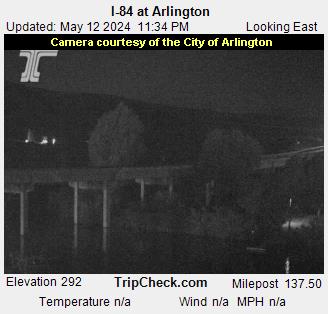 I-84 at Arlington
Updated: May 12 2024 11:34 PM Looking East
Camera courtesy of the City of Arlington
Elevation 292 TripCheck.com Milepost 137.50
Temperature n/a Wind n/a MPH n/a